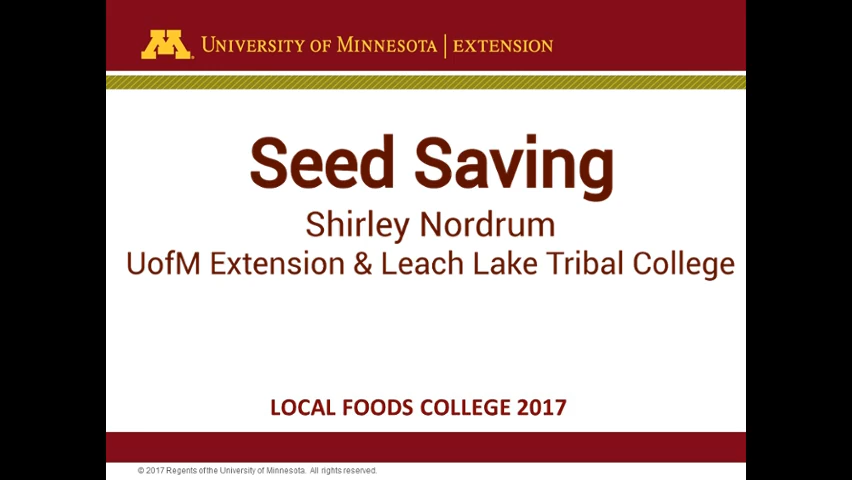 UNIVERSITY OF MINNESOTA | EXTENSION
Seed Saving
Shirley Nordrum
UofM Extension & Leach Lake Tribal College
LOCAL FOODS COLLEGE 2017
© 2017 Regents of the University of Minnesota. All rights reserved.